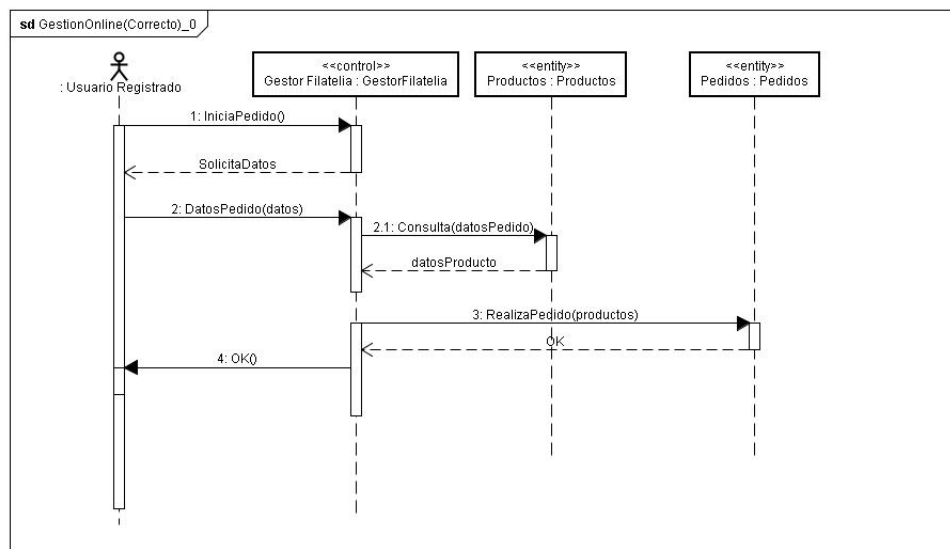 sd GestionOnline(Correcto)_0
<<control>>
Gestor Filatelia : GestorFilatelia
<<entity>>
Productos : Productos
<<entity>>
Pedidos : Pedidos
: Usuario Registrado
1: IniciaPedido()
SolicitaDatos
2: DatosPedido(datos)
2.1: Consulta(datosPedido)
datosProducto
3: RealizaPedido(productos)
OK
4: OK()